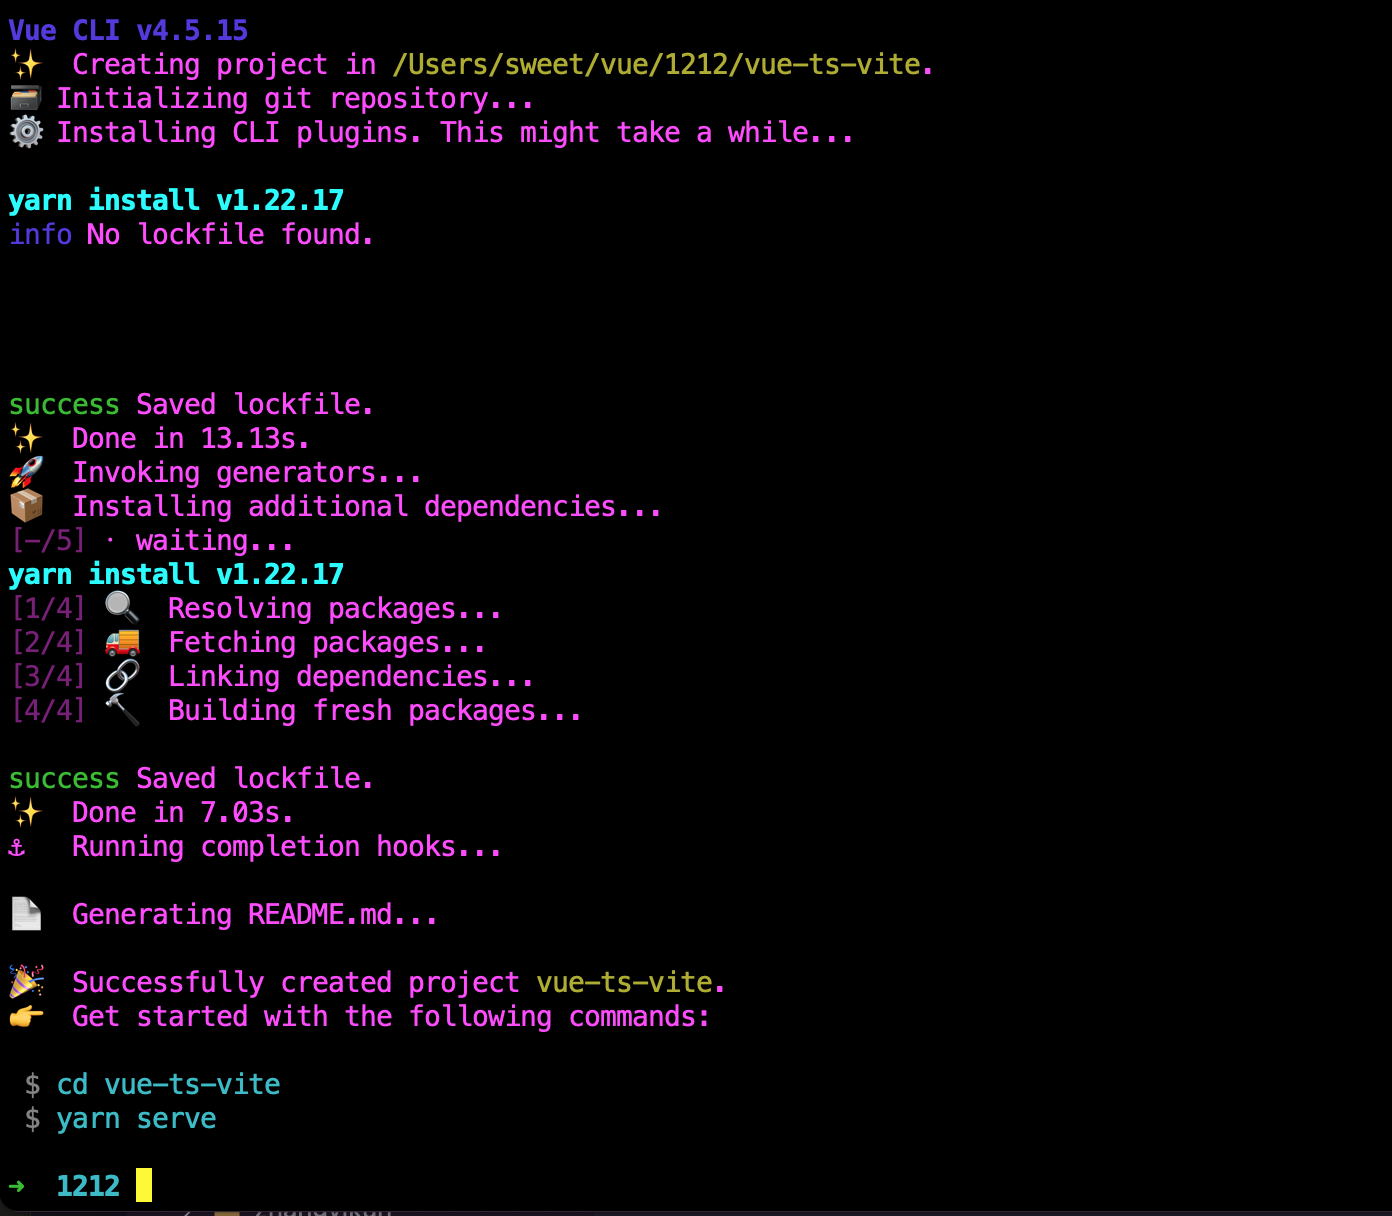 Vue CLI v4.5.15
✨ Creating project in /Users/sweet/vue/1212/vue-ts-vite.
🗃 Initializing git repository...
⚙️ Installing CLI plugins. This might take a while...
yarn install v1.22.17
info No lockfile found.
success Saved lockfile.
✨ Done in 13.13s.
🚀 Invoking generators...
📦 Installing additional dependencies...
[-/5] · waiting...
yarn install v1.22.17
[1/4] 🔍 Resolving packages...
[2/4] 🚚 Fetching packages...
[3/4] 🔗 Linking dependencies...
[4/4] 🔨 Building fresh packages...
success Saved lockfile.
✨ Done in 7.03s.
⚓ Running completion hooks...
📄 Generating README.md...
🎉 Successfully created project vue-ts-vite.
👉 Get started with the following commands:
$ cd vue-ts-vite
$ yarn serve
➜ 1212